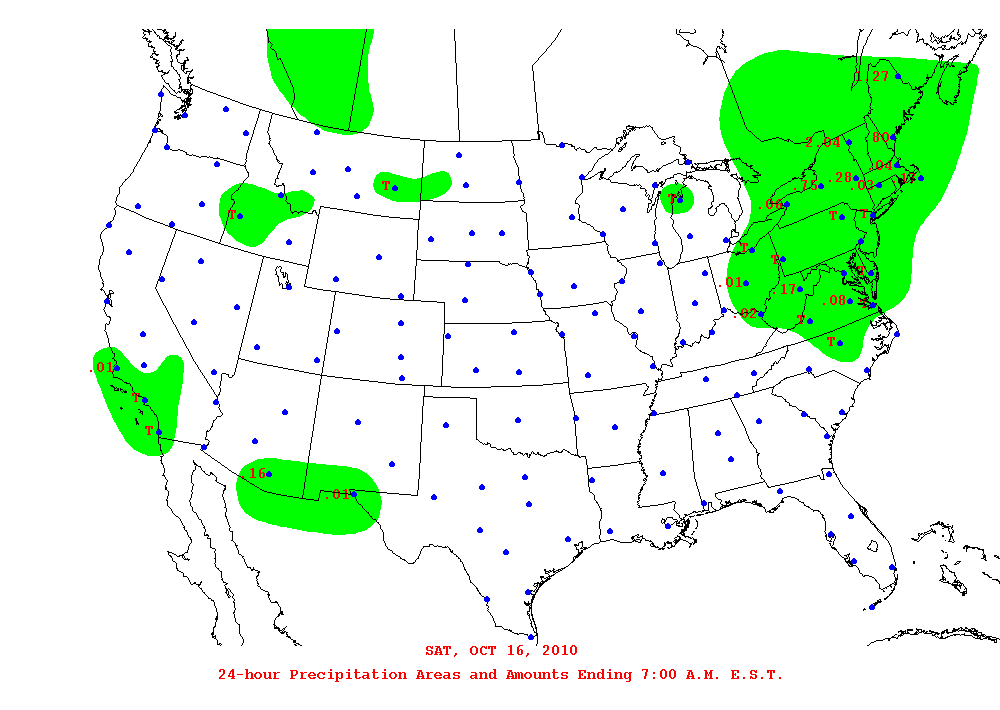 1.27
2.04
.80
.04
.75
.28
.03
.06
T
T
T
T
T
T
.01
.17
.08
.02
T
T
.01
T
T
.16
.01
SAT, OCT 16, 2010
24-hour Precipitation Areas and Amounts Ending 7:00 A.M. E.S.T.